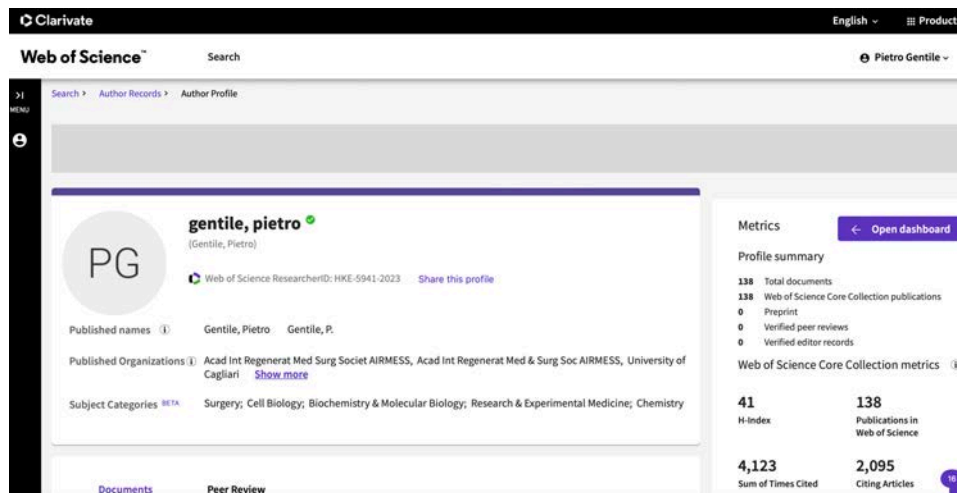 Clarivate
English
Product
Web of Science™
Search
Pietro Gentile
MENU
Search > Author Records > Author Profile
PG
gentile, pietro
(Gentile, Pietro)
Web of Science ResearcherID: HKE-5941-2023 Share this profile
Published names Gentile, Pietro Gentile, P.
Published Organizations Acad Int Regenerat Med Surg Societ AIRMESS, Acad Int Regenerat Med & Surg Soc AIRMESS, University of
Cagliari Show more
Subject Categories BETA Surgery; Cell Biology; Biochemistry & Molecular Biology; Research & Experimental Medicine; Chemistry
Documents Peer Review
Metrics
Open dashboard
Profile summary
138 Total documents
138 Web of Science Core Collection publications
0 Preprint
0 Verified peer reviews
0 Verified editor records
Web of Science Core Collection metrics
41 138
H-Index Publications in
Web of Science
4,123 2,095
Sum of Times Cited Citing Articles
16